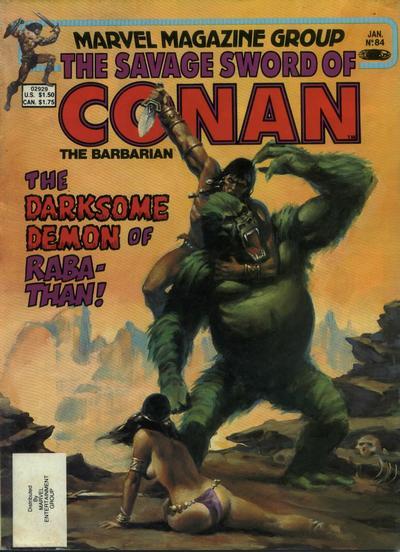 MARVEL MAGAZINE GROUP
JAN.
Nº84
THE SAVAGE SWORD OF
CONAN
THE BARBARIAN
02929
U.S. $1.50
CAN. $1.75
THE
DARKSOME
DEMON OF
RABA-
THAN!
Distributed
By
MARVEL
ENTERTAINMENT
GROUP